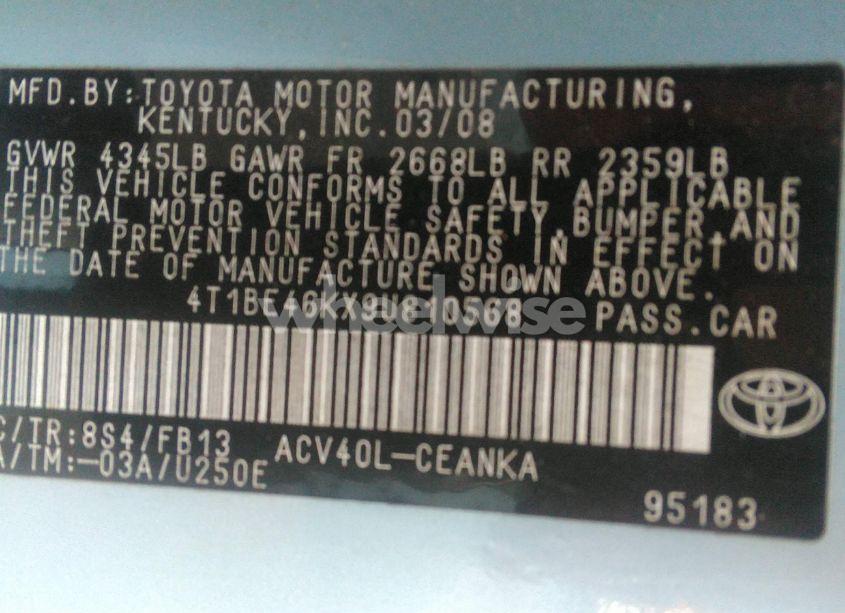 MFD.BY:TOYOTA MOTOR MANUFACTURING,
KENTUCKY,INC.03/08
GVWR 4345LB GAWR FR 2668LB RR 2359LB
THIS VEHICLE CONFORMS TO ALL APPLICABLE
FEDERAL MOTOR VEHICLE SAFETY,BUMPER,AND
THEFT PREVENTION STANDARDS IN EFFECT ON
THE DATE OF MANUFACTURE SHOWN ABOVE.
4T1BE46KX9U810568 PASS.CAR
wheelwise
C/TR:8S4/FB13 ACV40L-CEANKA
A/TM:-03A/U250E
95183